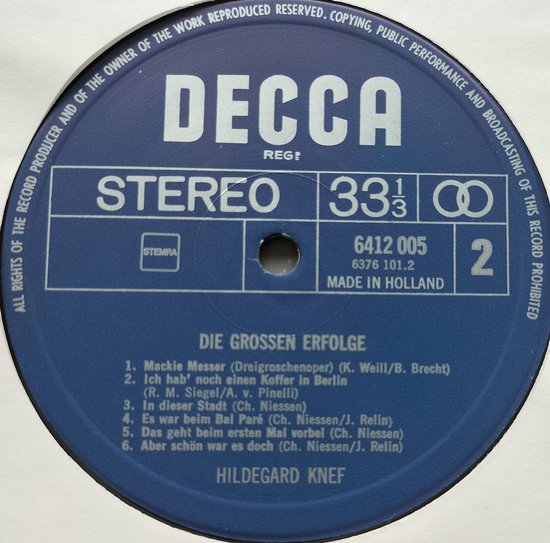 ALL RIGHTS OF THE RECORD PRODUCER AND OF THE OWNER OF THE WORK REPRODUCED RESERVED. COPYING, PUBLIC PERFORMANCE AND BROADCASTING OF THIS RECORD PROHIBITED
DECCA
REGD
STEREO 33 1/3
STEMRA 6412 005 2
6376 101.2
MADE IN HOLLAND
DIE GROSSEN ERFOLGE
1. Mackie Messer (Dreigroschenoper) (K. Weill/B. Brecht)
2. Ich hab' noch einen Koffer in Berlin
(R. M. Siegel/A. v. Pinelli)
3. In dieser Stadt (Ch. Niessen)
4. Es war beim Bal Paré (Ch. Niessen/J. Relin)
5. Das geht beim ersten Mal vorbei (Ch. Niessen)
6. Aber schön war es doch (Ch. Niessen/J. Relin)
HILDEGARD KNEF